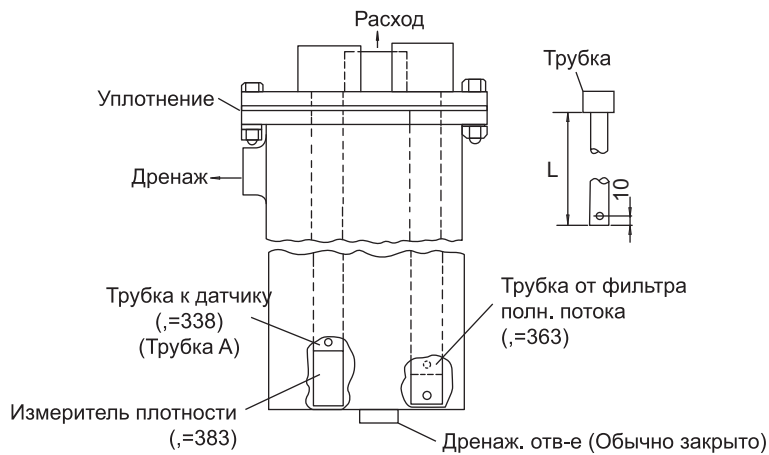 Расход
Трубка
Уплотнение
Дренаж
L
10
Трубка к датчику
(,=338)
(Трубка А)
Трубка от фильтра
полн. потока
(,=363)
Измеритель плотности
(,=383)
Дренаж. отв-е (Обычно закрыто)